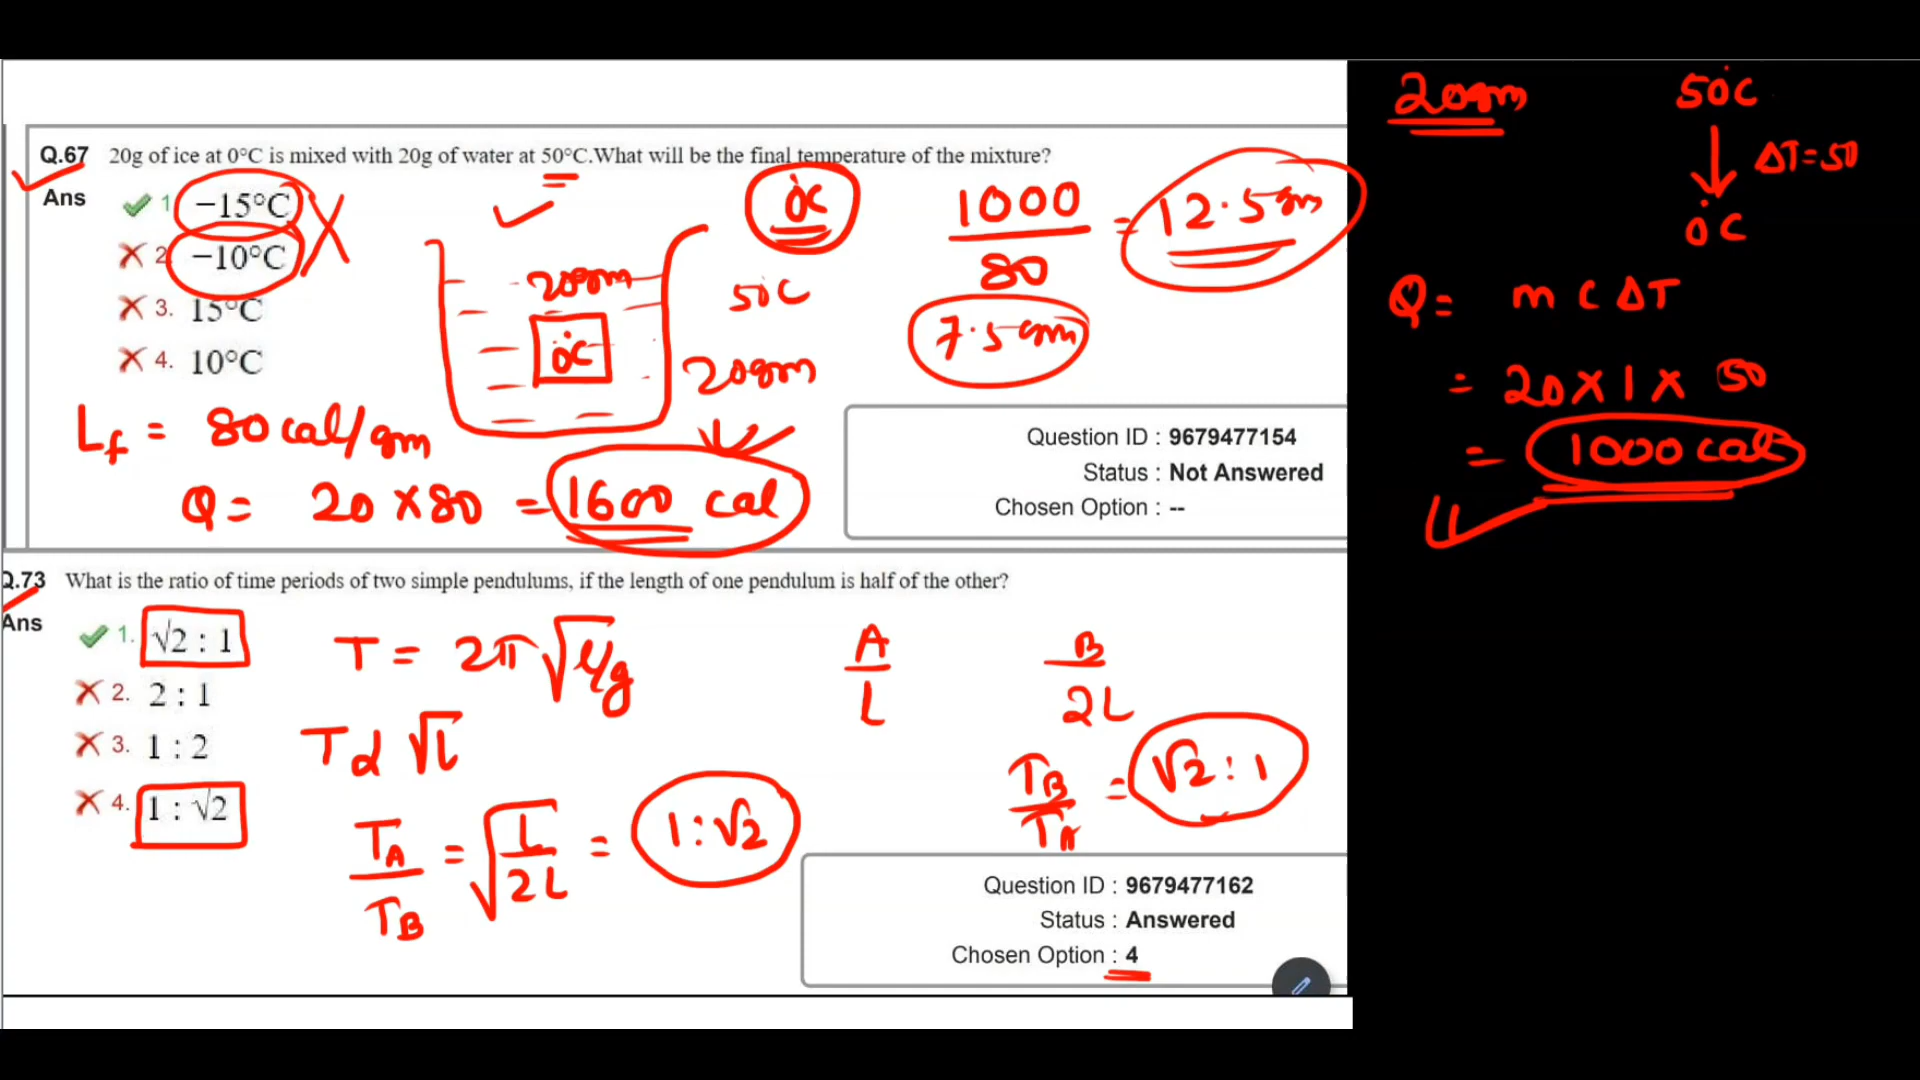 Q.67 20g of ice at 0°C is mixed with 20g of water at 50°C.What will be the final temperature of the mixture?
Ans
1 −15°C
2 −10°C
3. 15°C
4. 10°C
20gm
0°C
50°C
20gm
0°C
1000
80
= 12.5gm
7.5gm
Lf = 80cal/gm
Q = 20 × 80 = 1600 cal
Question ID : 9679477154
Status : Not Answered
Chosen Option : --
Q.73 What is the ratio of time periods of two simple pendulums, if the length of one pendulum is half of the other?
Ans
1. √2 : 1
2. 2 : 1
3. 1 : 2
4. 1 : √2
T = 2π √l/g
T α √l
TA/TB = √L/2L = 1:√2
A
L
B
2L
TB/TA = √2 : 1
Question ID : 9679477162
Status : Answered
Chosen Option : 4
20gm
50°C
ΔT=50
0°C
Q = m c ΔT
= 20 × 1 × 50
= 1000 cal